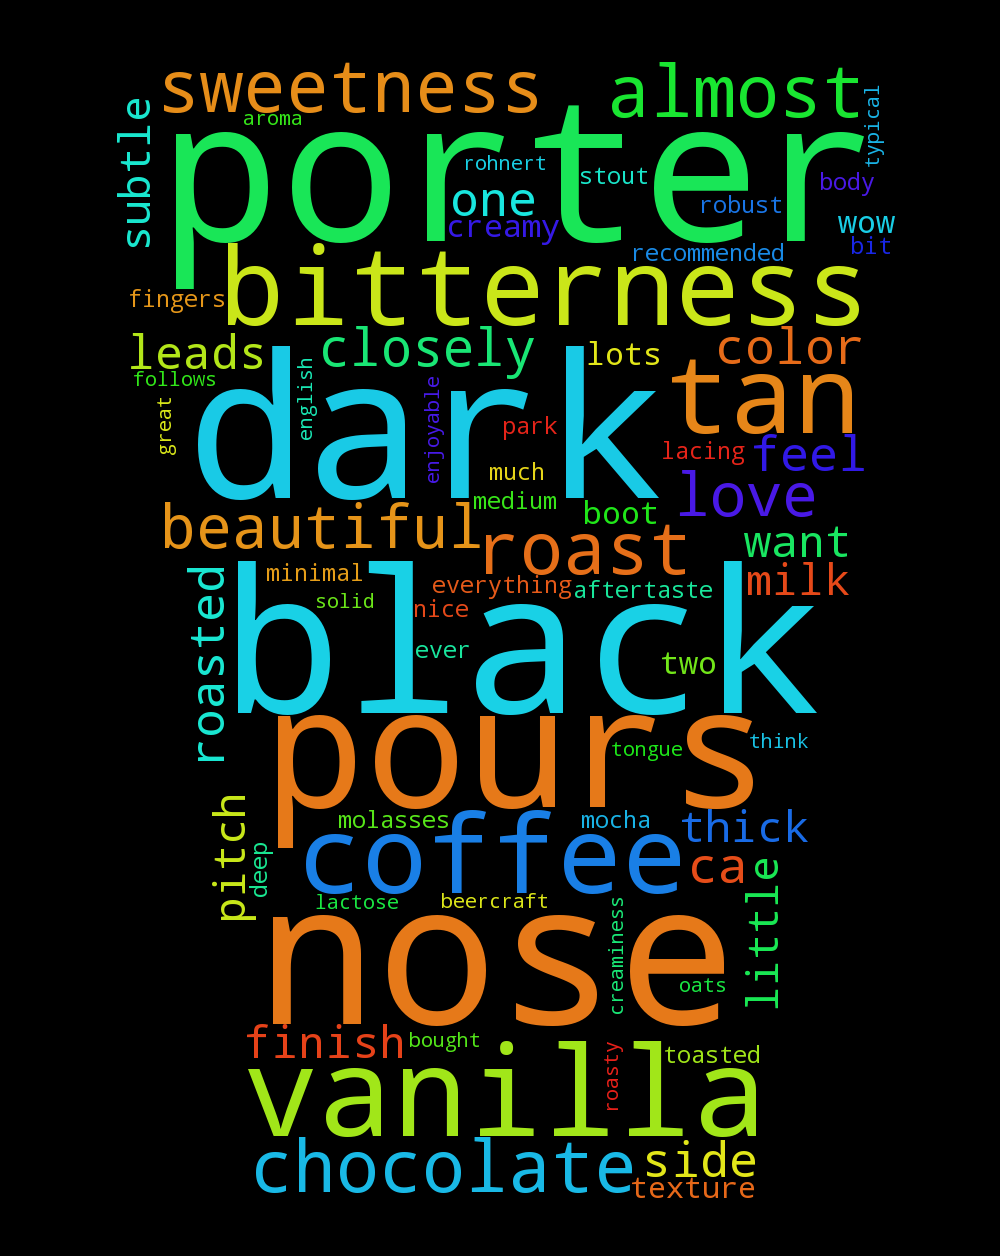 sweetness
almost
subtle
aroma
typical
porter
rohnert
stout
one
robust
body
creamy
wow
recommended
bit
bitterness
fingers
leads
closely
lots
color
follows
english
great
enjoyable
dark
tan
park
lacing
feel
much
medium
love
boot
beautiful
roast
want
roasted
minimal
everything
aftertaste
milk
solid
nice
black
ever
two
pours
tongue
think
pitch
molasses
mocha
thick
deep
coffee
ca
little
lactose
beercraft
creaminess
nose
oats
finish
bought
roasty
toasted
vanilla
chocolate
side
texture